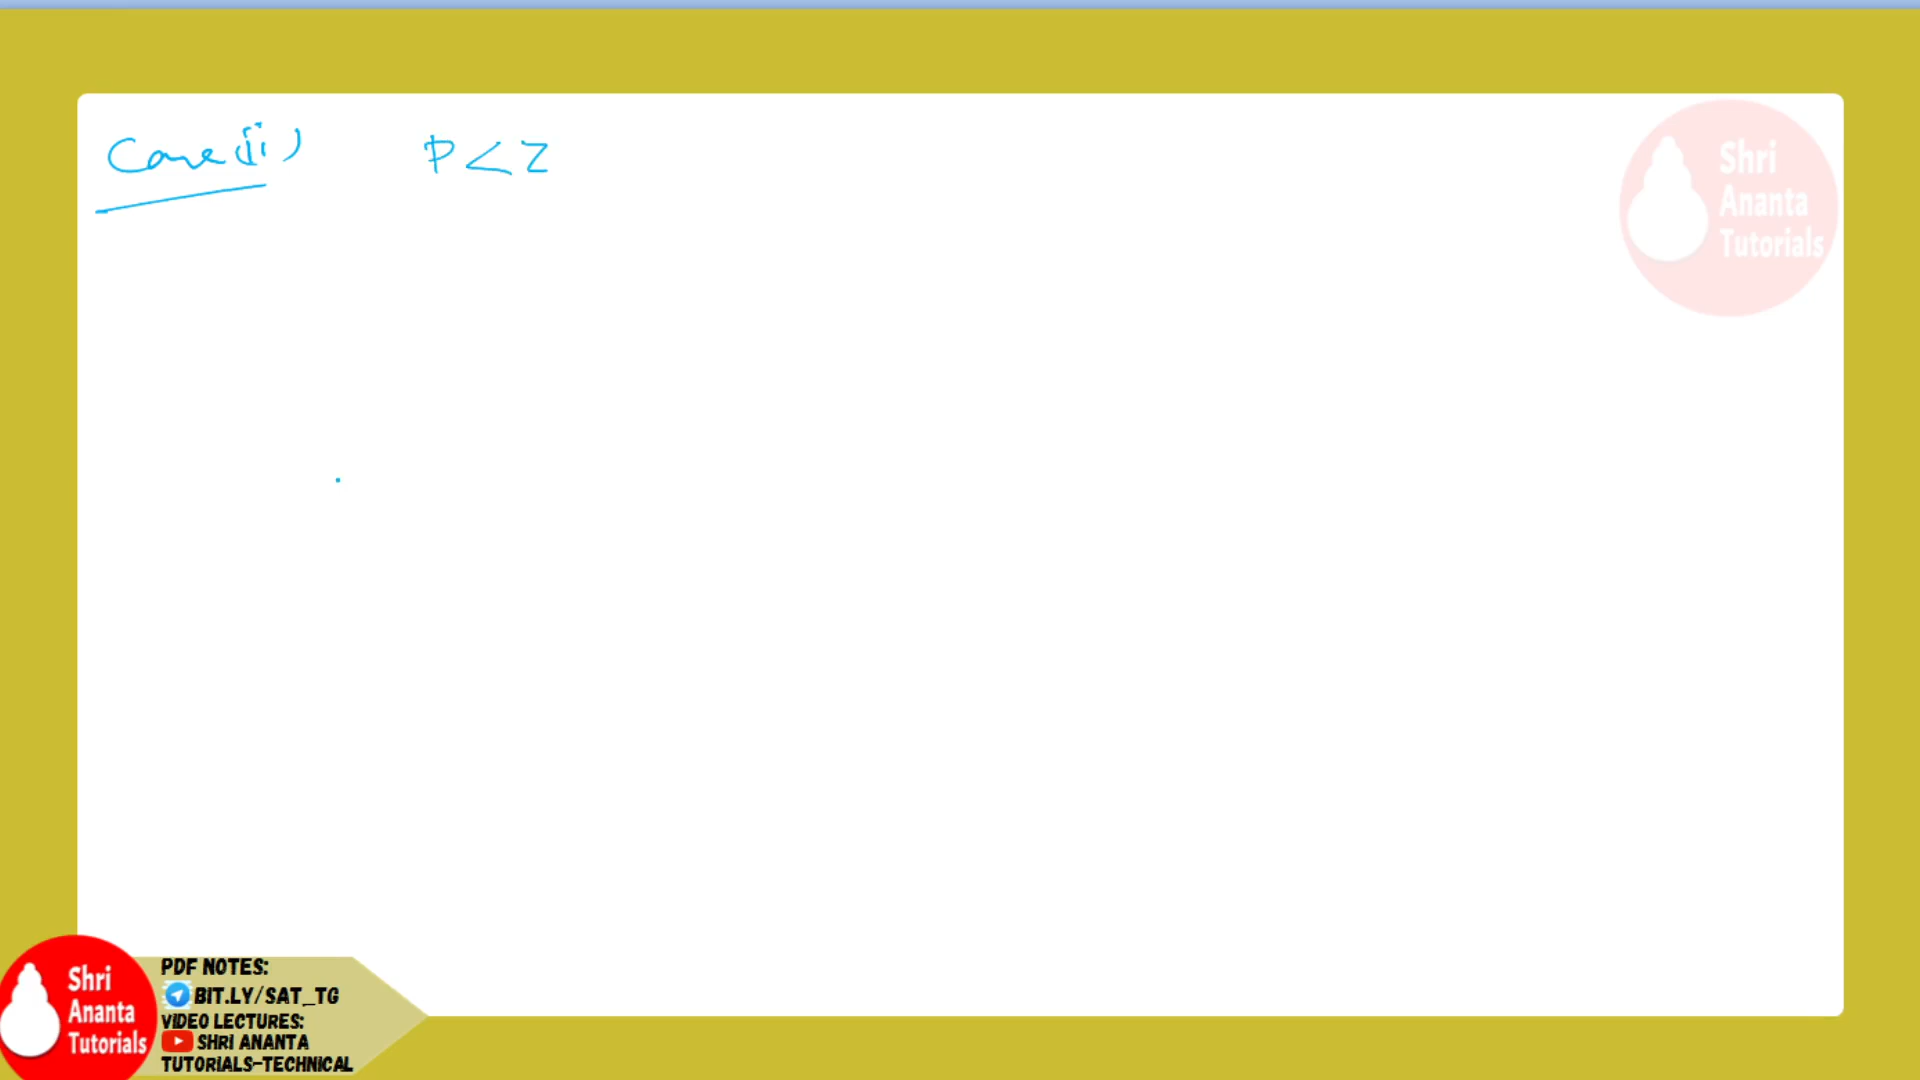 Case (ii) P < Z
Shri
Ananta
Tutorials
Shri
Ananta
Tutorials
PDF NOTES:
BIT.LY/SAT_TG
VIDEO LECTURES:
SHRI ANANTA
TUTORIALS-TECHNICAL